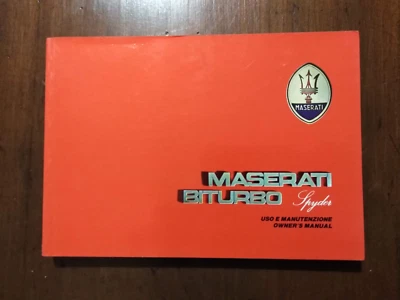 MASERATI
MASERATI
BITURBO Spyder
USO E MANUTENZIONE
OWNER'S MANUAL